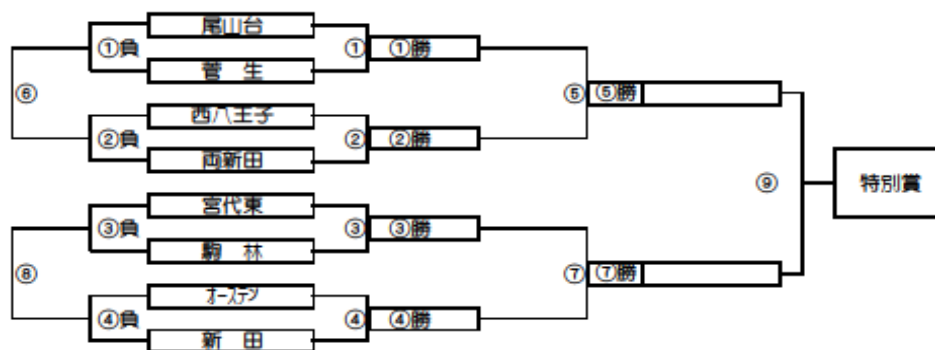 尾山台
①負 ① ①勝
菅 生
⑥ ⑤ ⑤勝
西八王子
②負 ② ②勝
両新田
⑨ 特別賞
宮代東
③負 ③ ③勝
駒 林
⑧ ⑦ ⑦勝
オーステン
④負 ④ ④勝
新 田